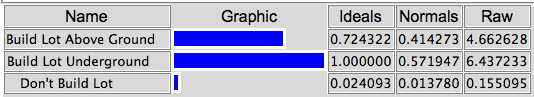 Name Graphic Ideals Normals Raw
Build Lot Above Ground 0.724322 0.414273 4.662628
Build Lot Underground 1.000000 0.571947 6.437233
Don't Build Lot 0.024093 0.013780 0.155095